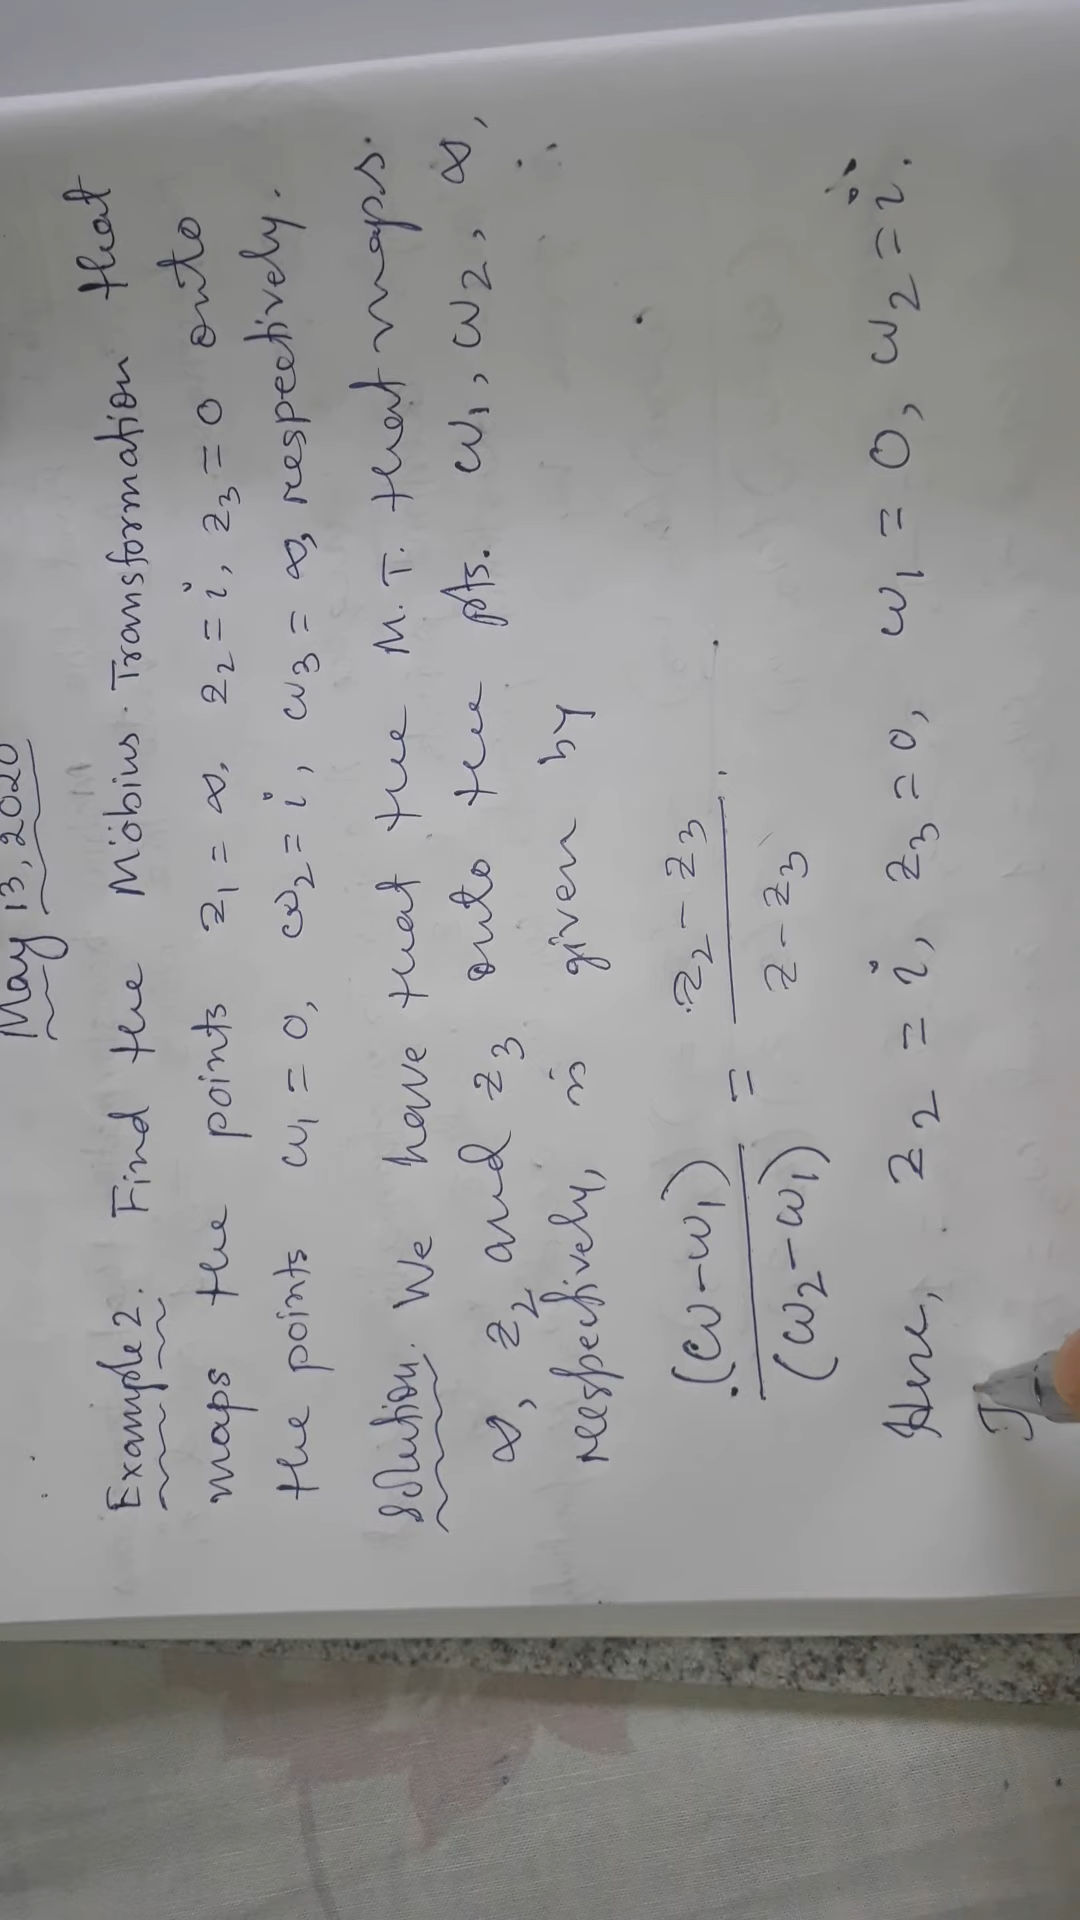 May 13, 2020
Example 2. Find the Möbius Transformation that
maps the points z₁ = ∞, z₂ = i, z₃ = 0 onto
the points w₁ = 0, w₂ = i, w₃ = ∞, respectively.
Solution. We have that the M.T. that maps
∞, z₂ and z₃ onto the pts. w₁, w₂, ∞,
respectively, is given by
(w-w₁)/(w₂-w₁) = (z₂-z₃)/(z-z₃)
Here, z₂ = i, z₃ = 0, w₁ = 0, w₂ = i.